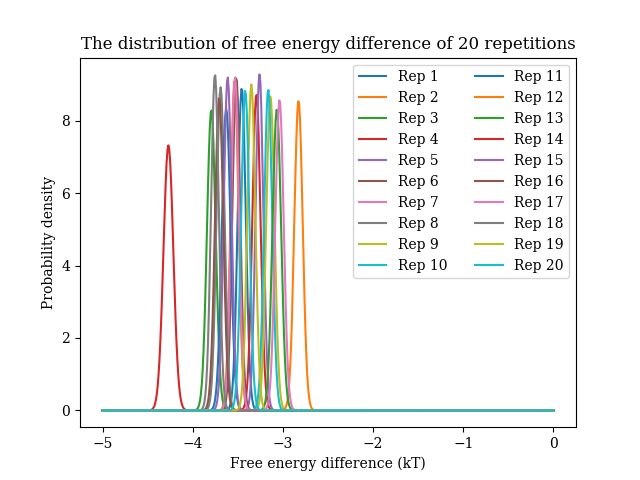 The distribution of free energy difference of 20 repetitions
Probability density
8
6
4
2
0
−5
−4
−3
−2
−1
0
Free energy difference (kT)
Rep 1
Rep 2
Rep 3
Rep 4
Rep 5
Rep 6
Rep 7
Rep 8
Rep 9
Rep 10
Rep 11
Rep 12
Rep 13
Rep 14
Rep 15
Rep 16
Rep 17
Rep 18
Rep 19
Rep 20